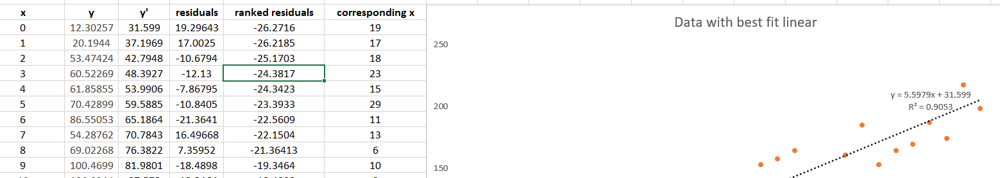 x y y' residuals ranked residuals corresponding x
0 12.30257 31.599 19.29643 -26.2716 19
1 20.1944 37.1969 17.0025 -26.2185 17
2 53.47424 42.7948 -10.6794 -25.1703 18
3 60.52269 48.3927 -12.13 -24.3817 23
4 61.85855 53.9906 -7.86795 -24.3423 15
5 70.42899 59.5885 -10.8405 -23.3933 29
6 86.55053 65.1864 -21.3641 -22.5609 11
7 54.28762 70.7843 16.49668 -22.1504 13
8 69.02268 76.3822 7.35952 -21.36413 6
9 100.4699 81.9801 -18.4898 -19.3464 10
Data with best fit linear
250
200
150
y = 5.5979x + 31.599
R² = 0.9053